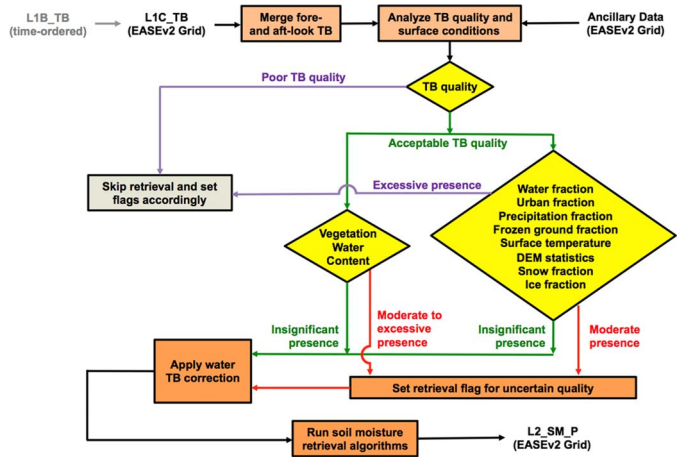 L1B_TB
(time-ordered)
L1C_TB
(EASEv2 Grid)
Merge fore-
and aft-look TB
Analyze TB quality and
surface conditions
Ancillary Data
(EASEv2 Grid)
Poor TB quality
TB quality
Acceptable TB quality
Skip retrieval and set
flags accordingly
Excessive presence
Water fraction
Urban fraction
Precipitation fraction
Frozen ground fraction
Surface temperature
DEM statistics
Snow fraction
Ice fraction
Vegetation
Water
Content
Insignificant
presence
Moderate to
excessive
presence
Insignificant
presence
Moderate
presence
Apply water
TB correction
Set retrieval flag for uncertain quality
Run soil moisture
retrieval algorithms
L2_SM_P
(EASEv2 Grid)